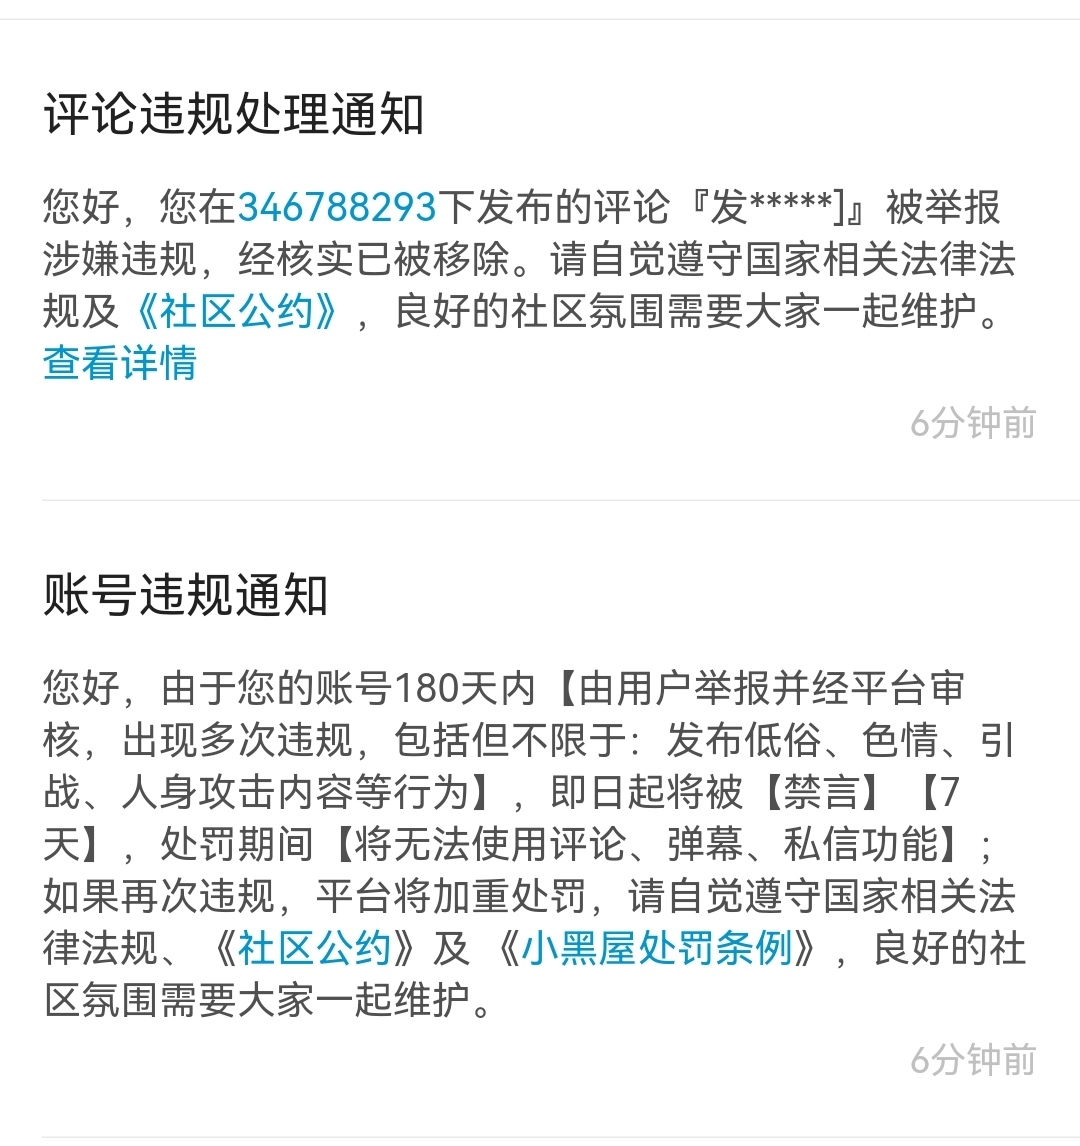 评论违规处理通知
您好，您在346788293下发布的评论『发*****]』被举报
涉嫌违规，经核实已被移除。请自觉遵守国家相关法律法
规及《社区公约》，良好的社区氛围需要大家一起维护。
查看详情
6分钟前
账号违规通知
您好，由于您的账号180天内【由用户举报并经平台审
核，出现多次违规，包括但不限于：发布低俗、色情、引
战、人身攻击内容等行为】，即日起将被【禁言】【7
天】，处罚期间【将无法使用评论、弹幕、私信功能】；
如果再次违规，平台将加重处罚，请自觉遵守国家相关法
律法规、《社区公约》及《小黑屋处罚条例》，良好的社
区氛围需要大家一起维护。
6分钟前